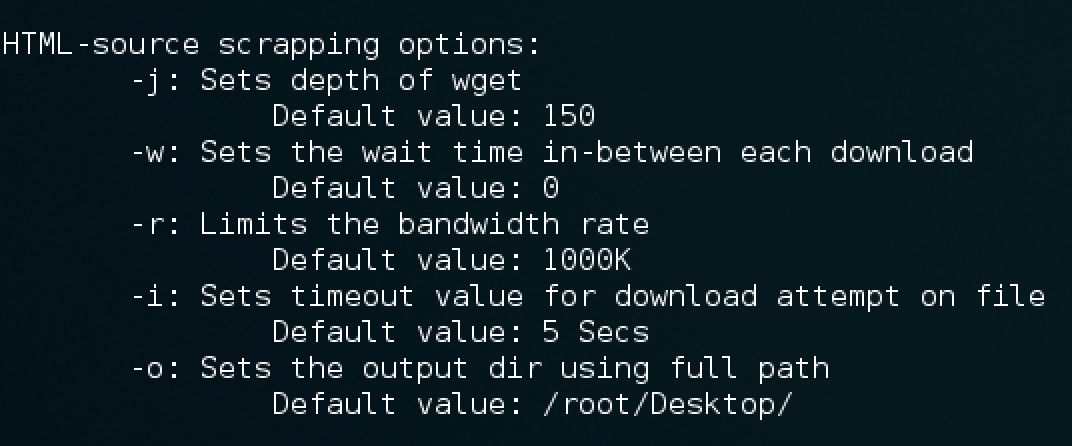 HTML-source scrapping options:
-j: Sets depth of wget
Default value: 150
-w: Sets the wait time in-between each download
Default value: 0
-r: Limits the bandwidth rate
Default value: 1000K
-i: Sets timeout value for download attempt on file
Default value: 5 Secs
-o: Sets the output dir using full path
Default value: /root/Desktop/